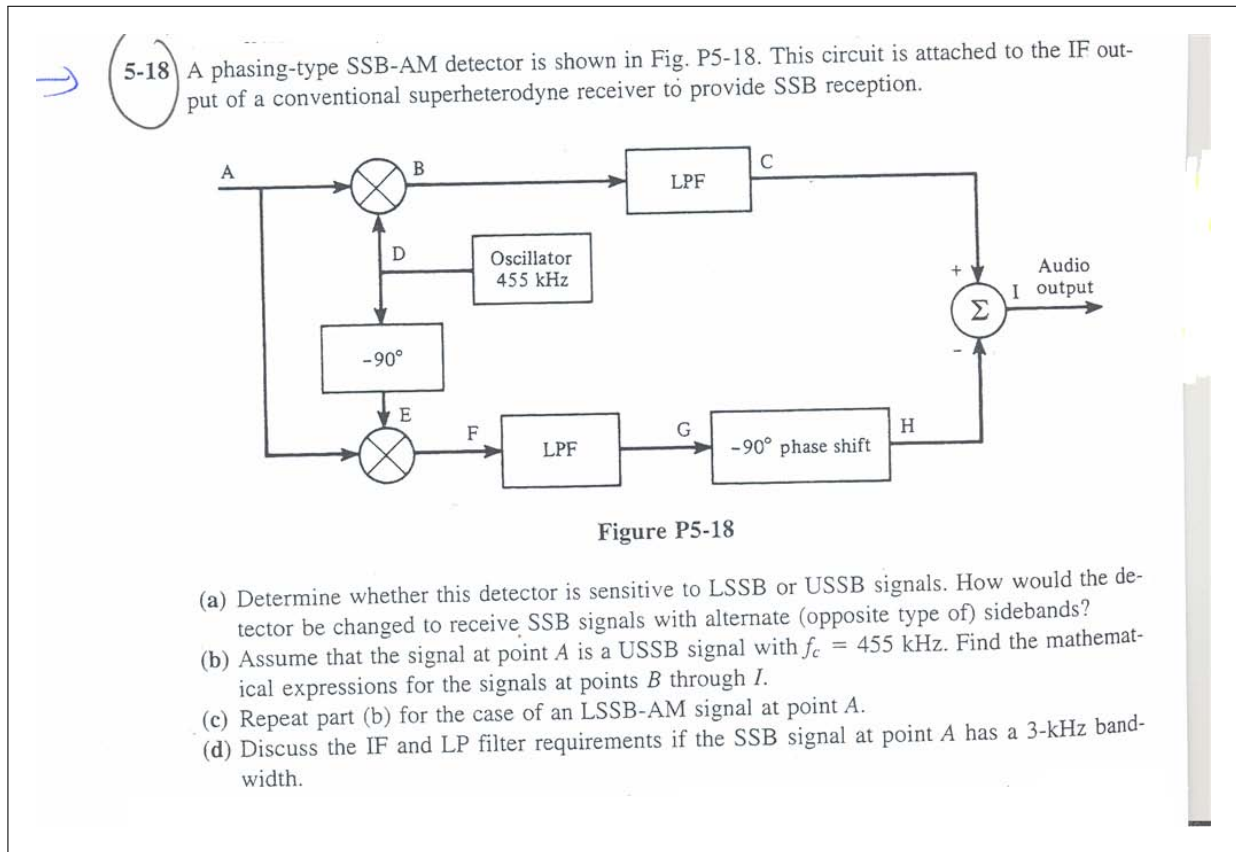 5-18 A phasing-type SSB-AM detector is shown in Fig. P5-18. This circuit is attached to the IF out-
put of a conventional superheterodyne receiver to provide SSB reception.
A
B
LPF
C
D
Oscillator
455 kHz
+
Audio
I output
Σ
-90°
-
E
F
LPF
G
-90° phase shift
H
Figure P5-18
(a) Determine whether this detector is sensitive to LSSB or USSB signals. How would the de-
tector be changed to receive SSB signals with alternate (opposite type of) sidebands?
(b) Assume that the signal at point A is a USSB signal with fc = 455 kHz. Find the mathemat-
ical expressions for the signals at points B through I.
(c) Repeat part (b) for the case of an LSSB-AM signal at point A.
(d) Discuss the IF and LP filter requirements if the SSB signal at point A has a 3-kHz band-
width.